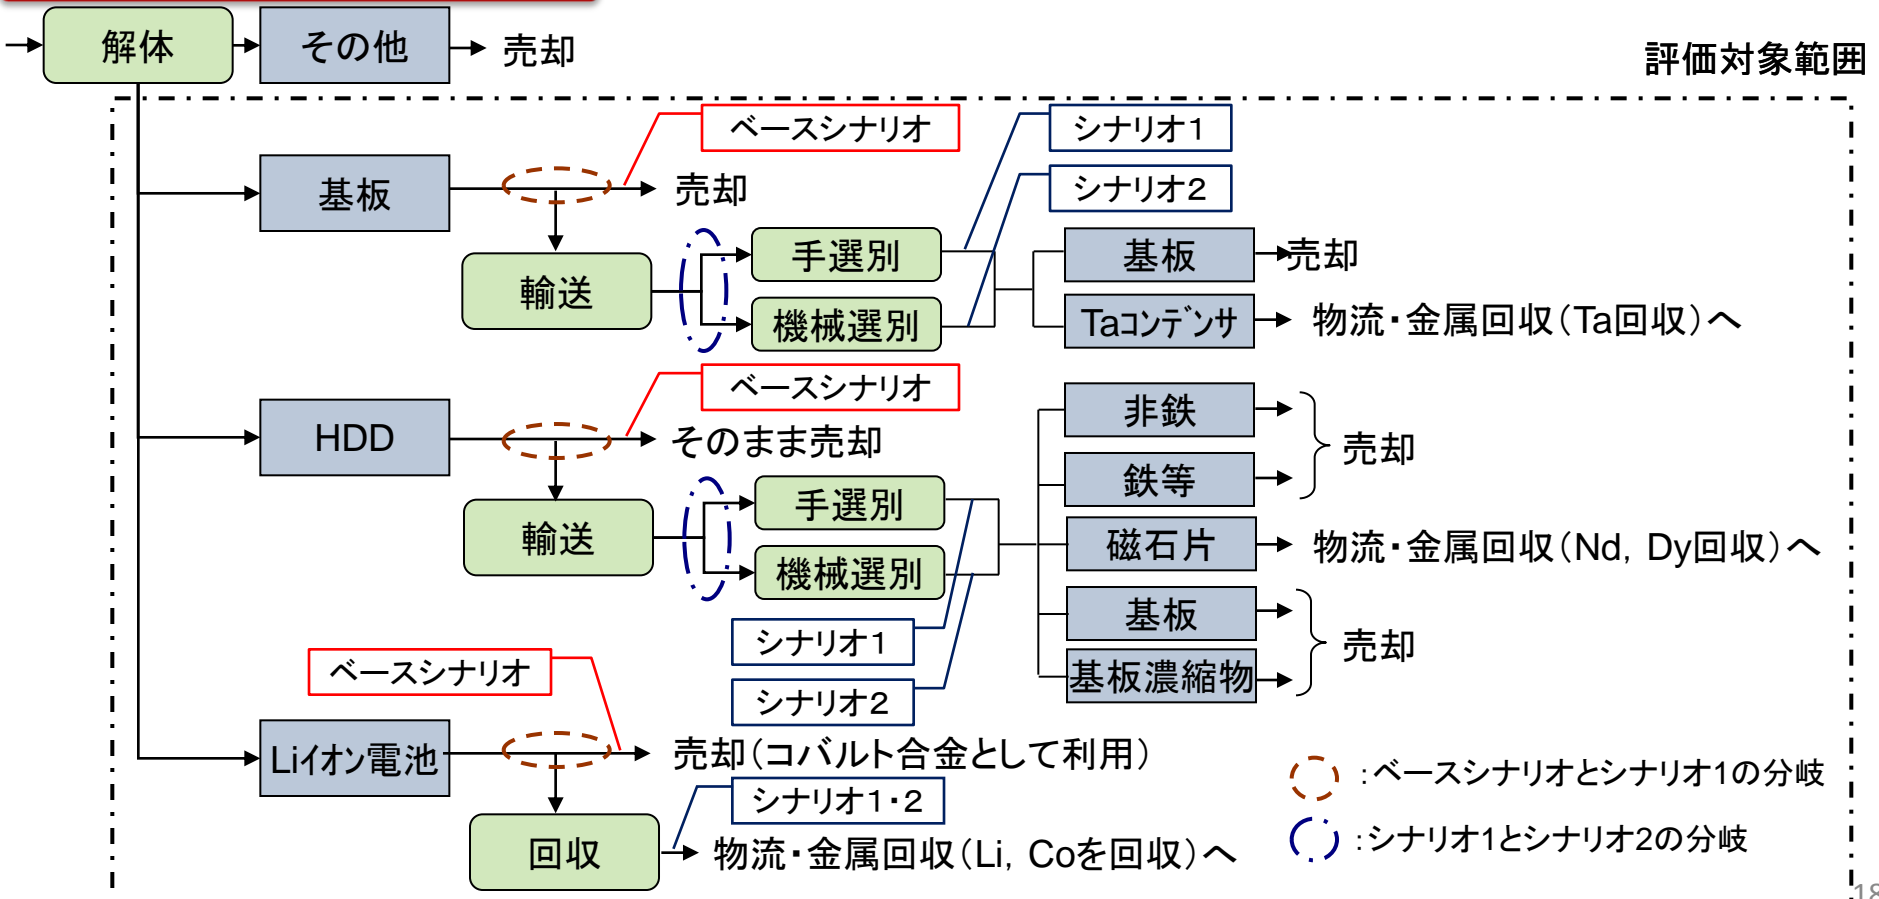 解体
その他
売却
評価対象範囲
ベースシナリオ
シナリオ1
シナリオ2
基板
売却
輸送
手選別
機械選別
基板
売却
Taコンデンサ
物流・金属回収（Ta回収）へ
ベースシナリオ
HDD
そのまま売却
輸送
手選別
機械選別
非鉄
鉄等
売却
磁石片
物流・金属回収（Nd, Dy回収）へ
基板
基板濃縮物
売却
シナリオ1
シナリオ2
ベースシナリオ
Liイオン電池
売却（コバルト合金として利用）
シナリオ1・2
回収
物流・金属回収（Li, Coを回収）へ
：ベースシナリオとシナリオ1の分岐
：シナリオ1とシナリオ2の分岐
18